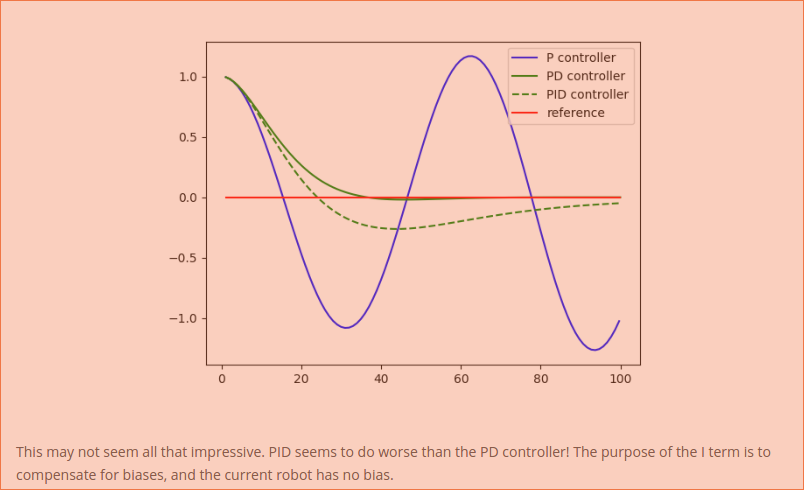 P controller
PD controller
PID controller
reference
1.0
0.5
0.0
−0.5
−1.0
0 20 40 60 80 100
This may not seem all that impressive. PID seems to do worse than the PD controller! The purpose of the I term is to
compensate for biases, and the current robot has no bias.